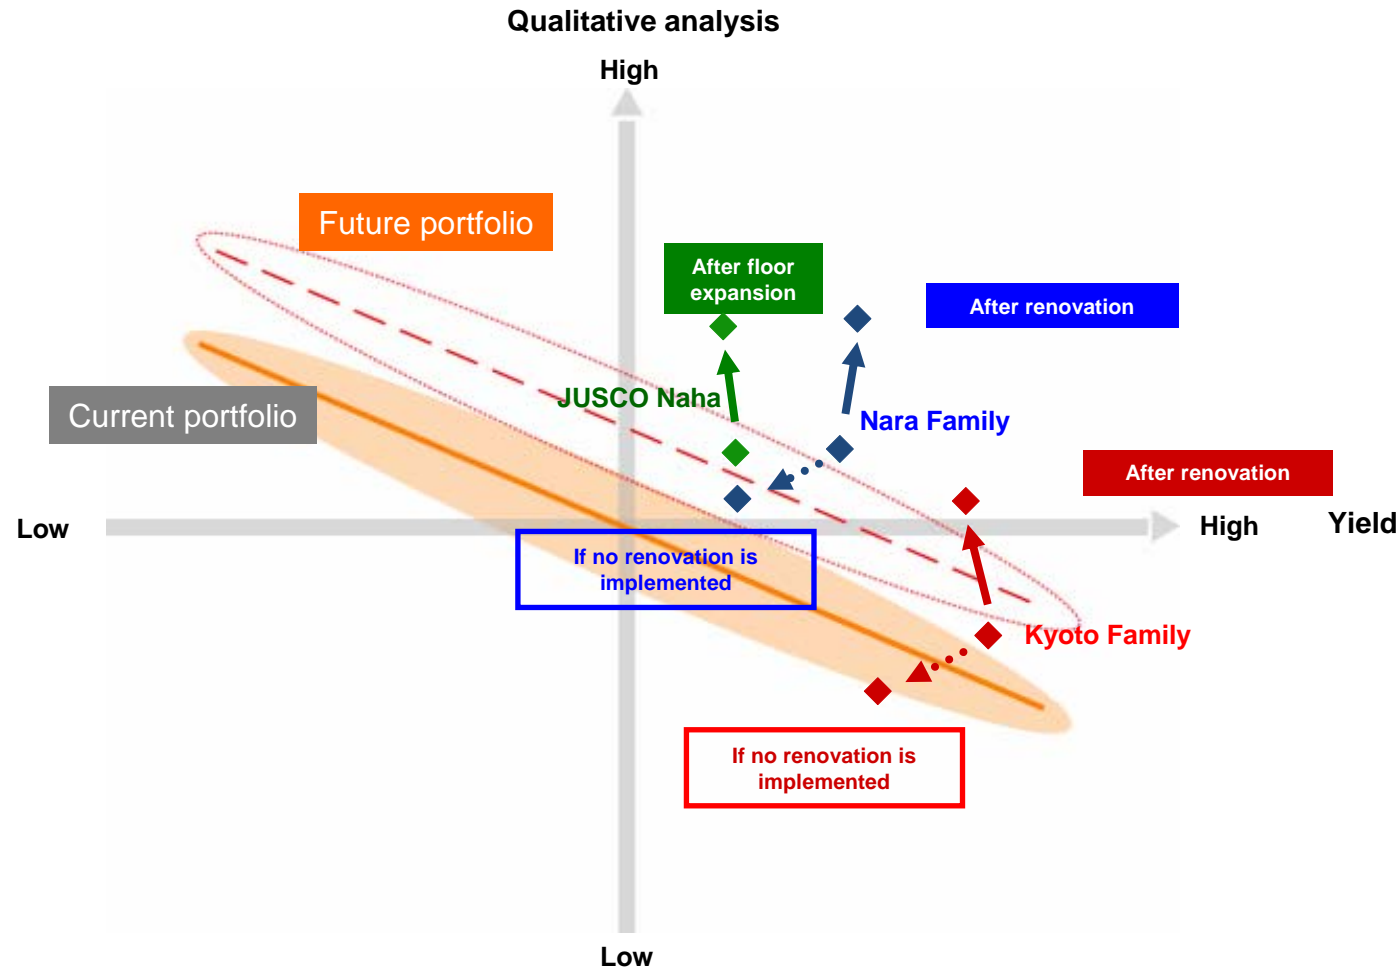 Qualitative analysis
High
Future portfolio
After floor
expansion
After renovation
Current portfolio
JUSCO Naha
Nara Family
After renovation
Low
High
Yield
If no renovation is
implemented
Kyoto Family
If no renovation is
implemented
Low